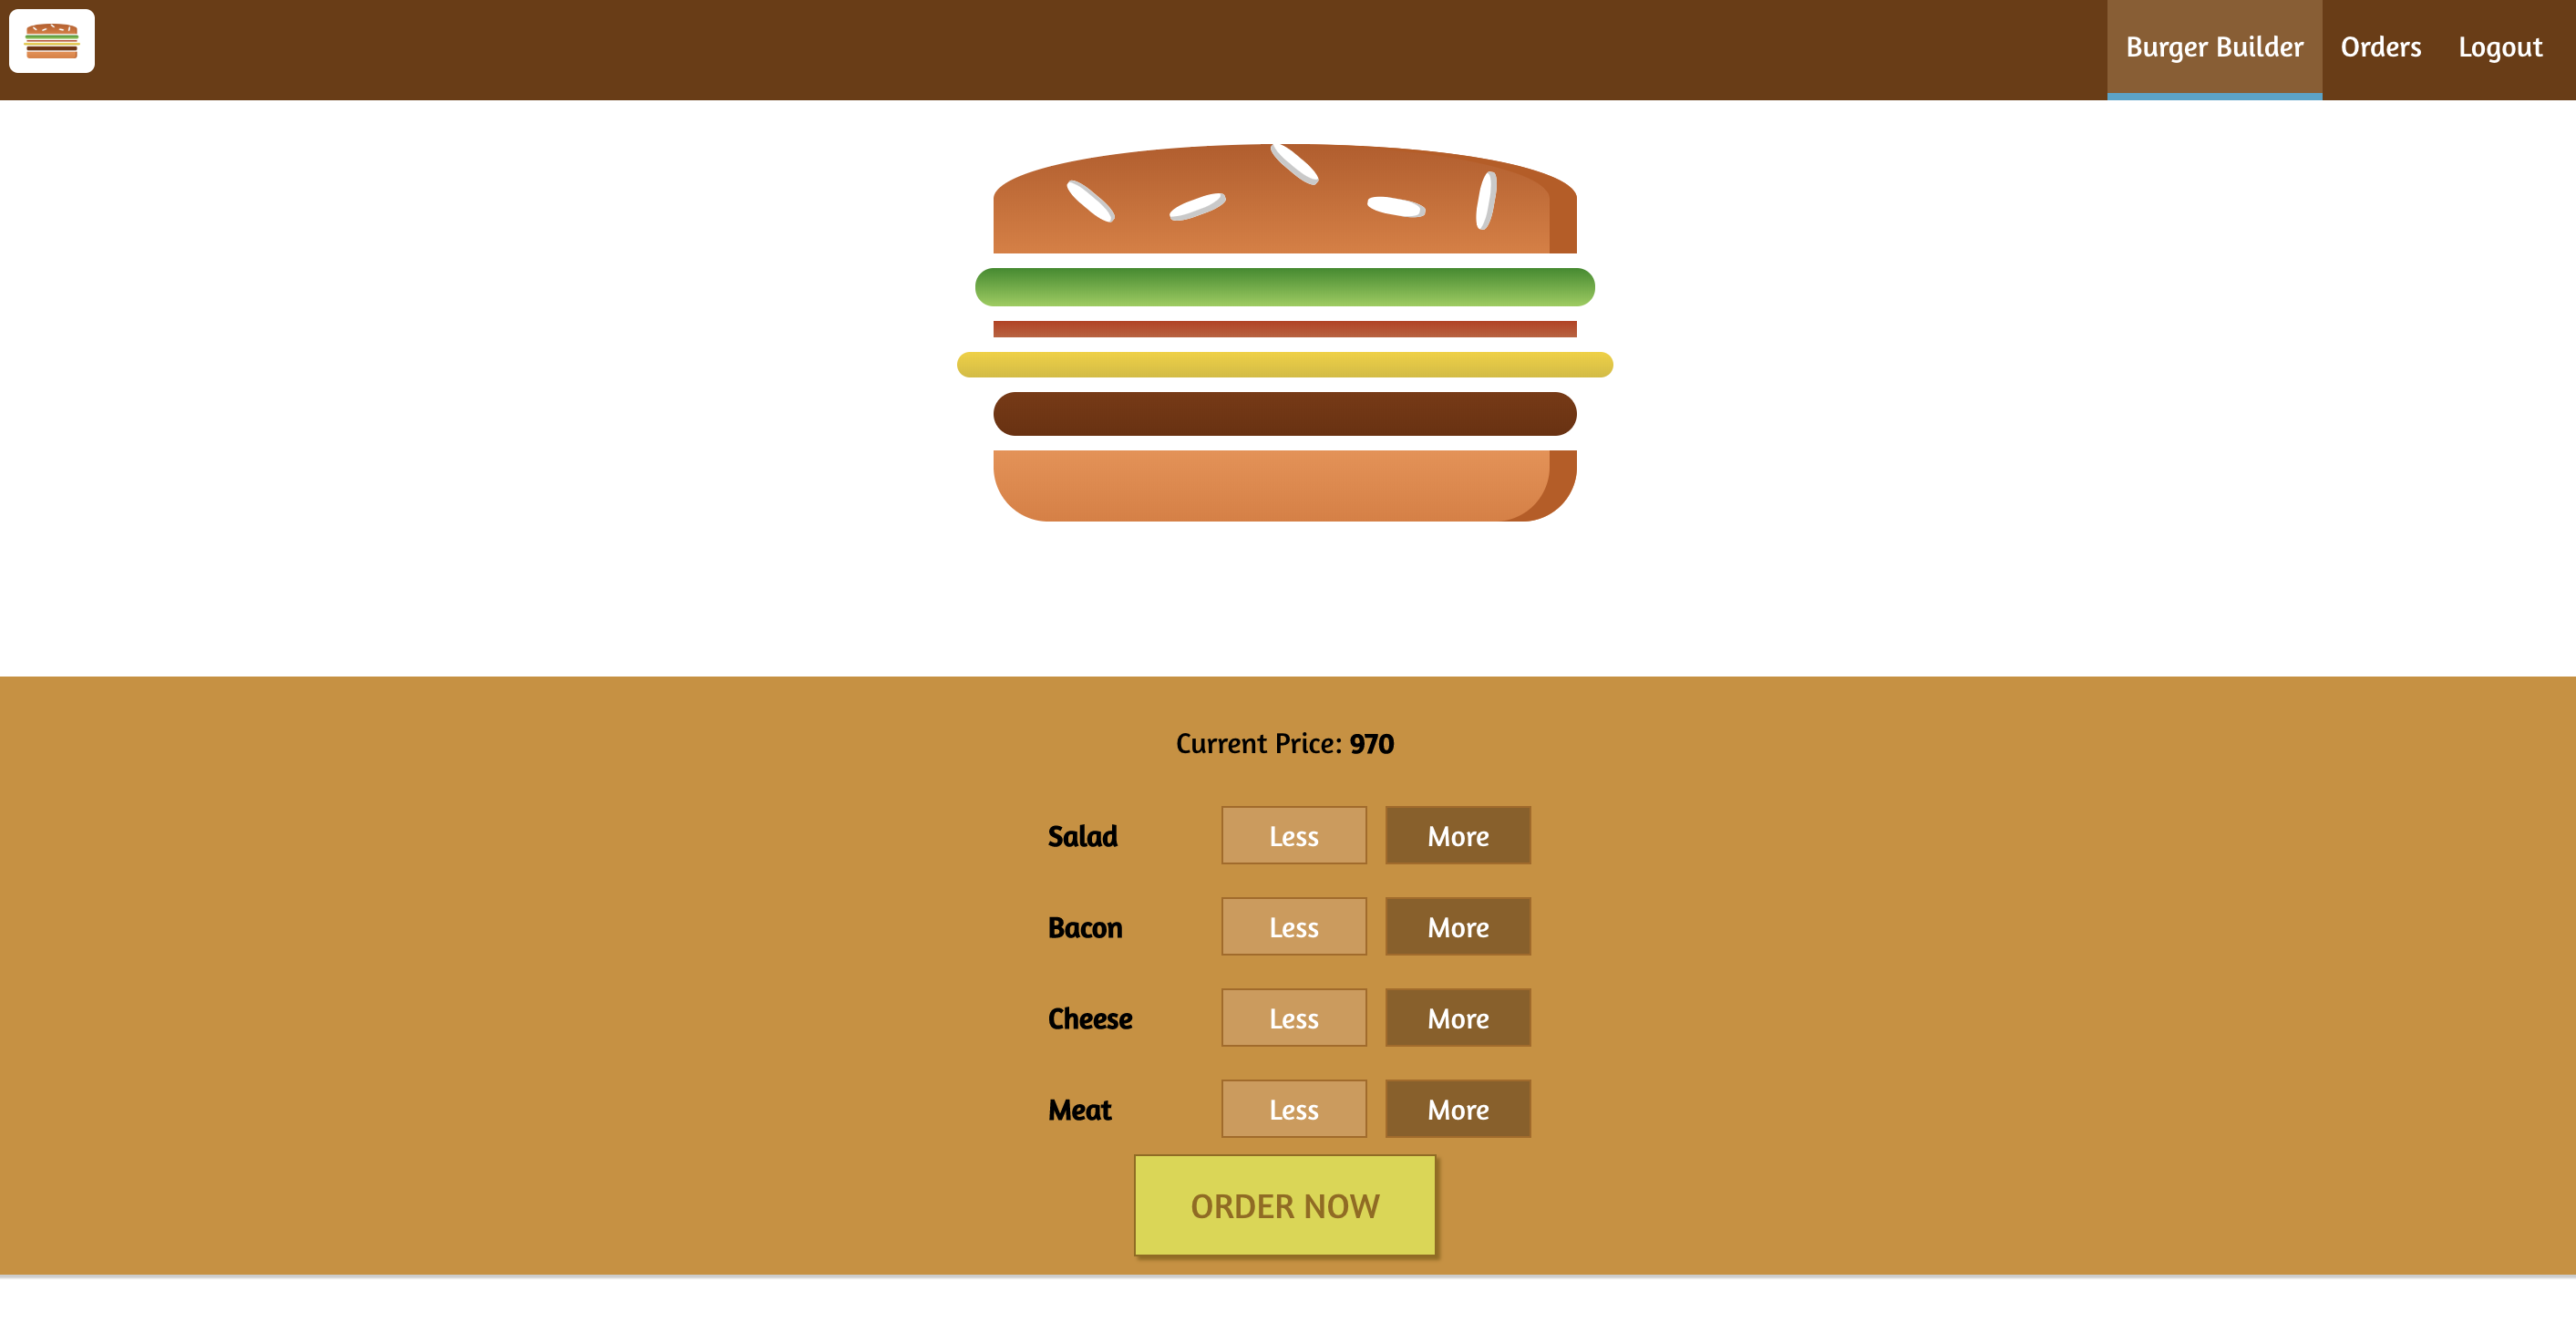 Burger Builder Orders Logout
Current Price: 970
Salad Less More
Bacon Less More
Cheese Less More
Meat Less More
ORDER NOW